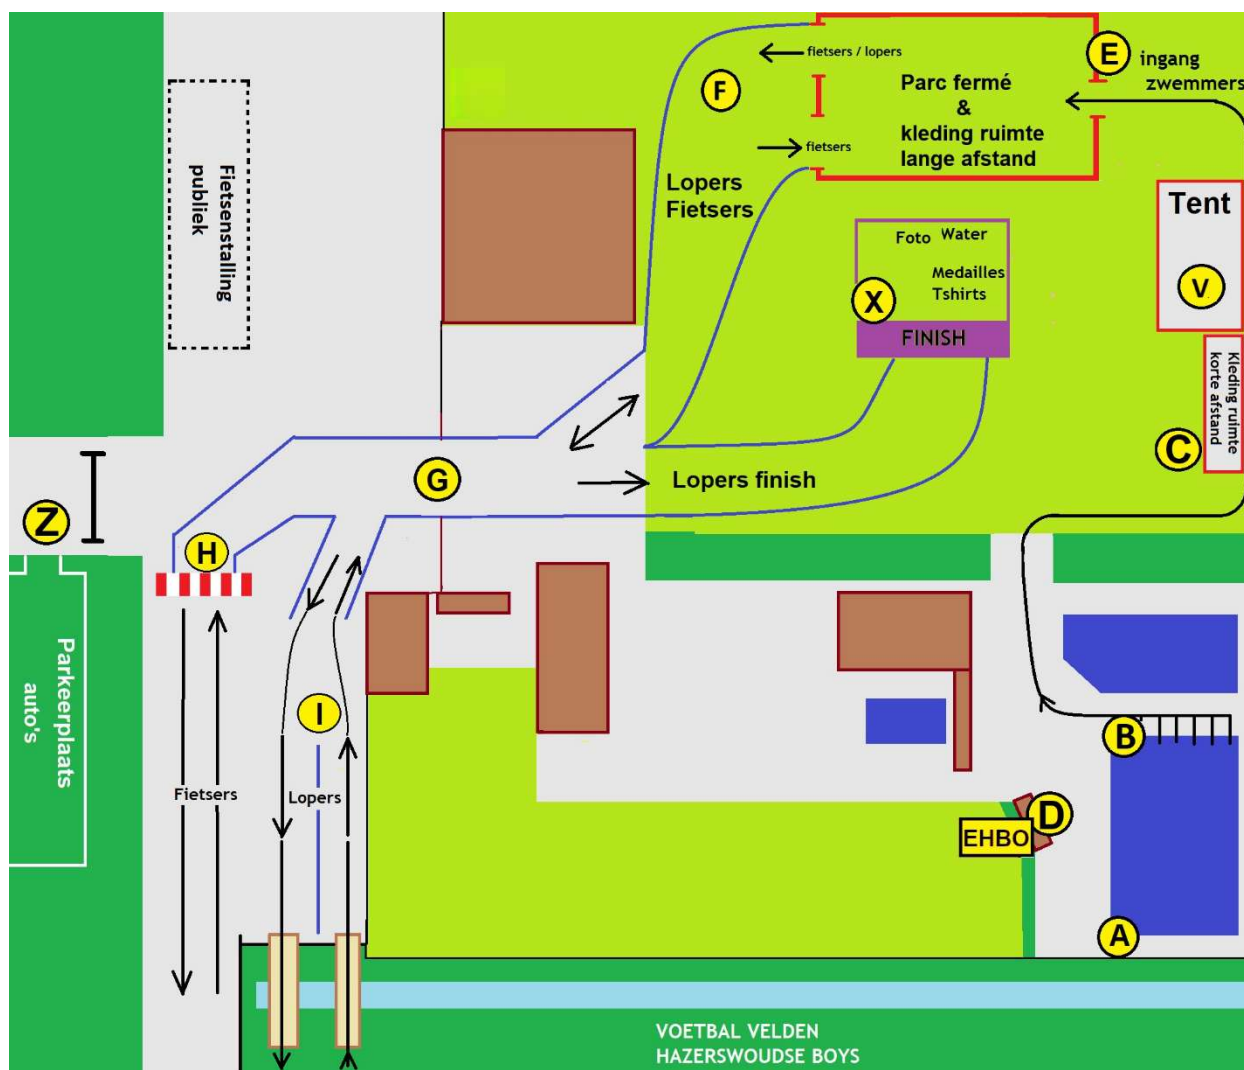 fietsers / lopers
E
ingang
zwemmers
F
Parc fermé
&
kleding ruimte
lange afstand
fietsers
Fietsenstalling
publiek
Lopers
Fietsers
Tent
V
Foto Water
Medailles
Tshirts
X
FINISH
Kleding ruimte
korte afstand
C
G
Lopers finish
Z
H
Parkeerplaats
auto's
I
B
Fietsers
Lopers
D
EHBO
A
VOETBAL VELDEN
HAZERSWOUDSE BOYS